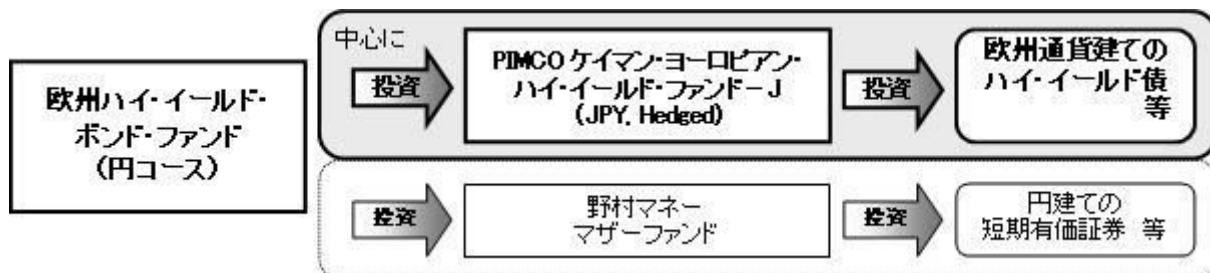 欧州ハイ・イールド・
ボンド・ファンド
(円コース)
中心に
投資
PIMCO ケイマン・ヨーロピアン・
ハイ・イールド・ファンド－J
(JPY, Hedged)
投資
欧州通貨建ての
ハイ・イールド債
等
投資
野村マネー
マザーファンド
投資
円建ての
短期有価証券 等